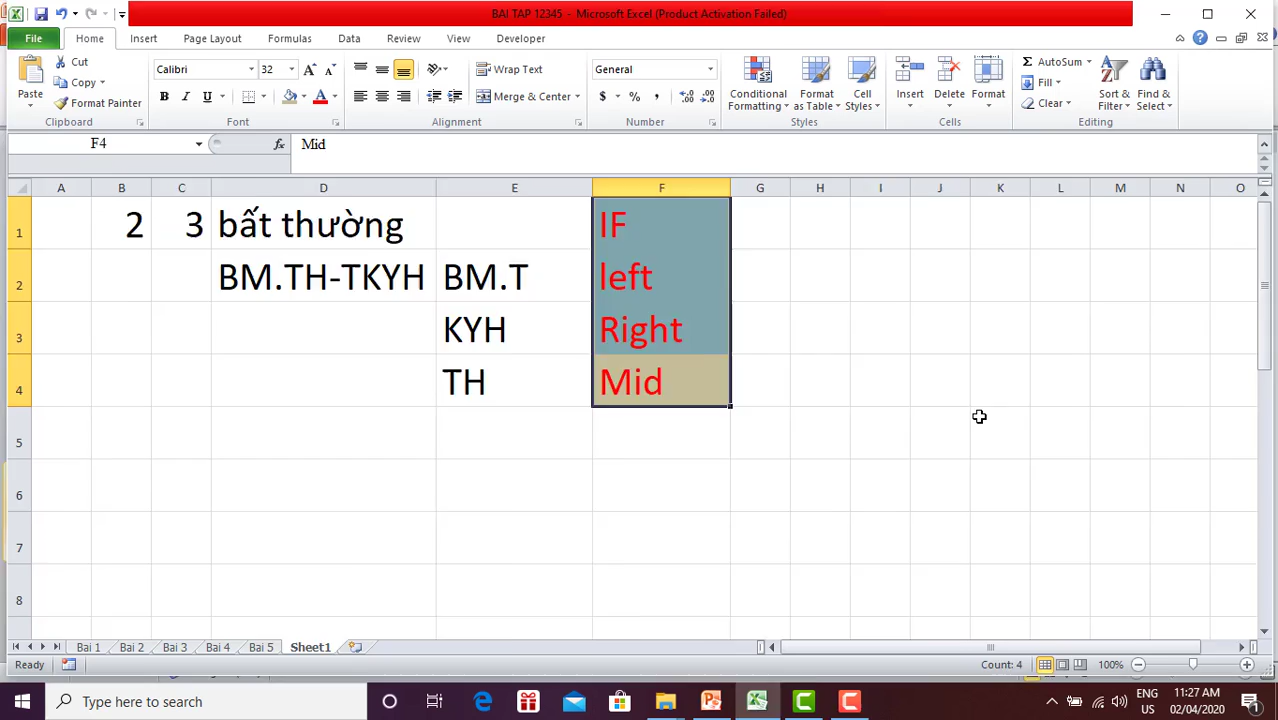 BAI TAP 12345 - Microsoft Excel (Product Activation Failed)
File Home Insert Page Layout Formulas Data Review View Developer
Paste
Cut
Copy
Format Painter
Clipboard
Calibri 32
B I U
Font
Wrap Text
Merge & Center
Alignment
General
$ % ,
Number
Conditional Formatting
Format as Table
Cell Styles
Styles
Insert
Delete
Format
Cells
AutoSum
Fill
Clear
Sort & Filter
Find & Select
Editing
F4 fx Mid
A B C D E F G H I J K L M N O
1 2 3 bất thường IF
2 BM.TH-TKYH BM.T left
3 KYH Right
4 TH Mid
5
6
7
8
Bai 1 Bai 2 Bai 3 Bai 4 Bai 5 Sheet1
Ready Count: 4 100%
Type here to search
ENG US
11:27 AM
02/04/2020